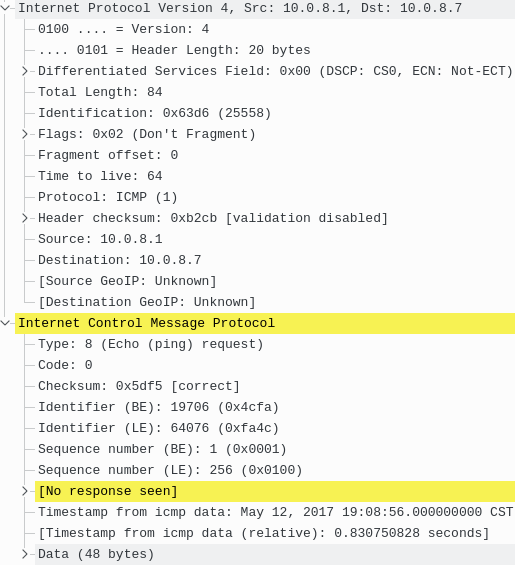 Internet Protocol Version 4, Src: 10.0.8.1, Dst: 10.0.8.7
0100 .... = Version: 4
.... 0101 = Header Length: 20 bytes
Differentiated Services Field: 0x00 (DSCP: CS0, ECN: Not-ECT)
Total Length: 84
Identification: 0x63d6 (25558)
Flags: 0x02 (Don't Fragment)
Fragment offset: 0
Time to live: 64
Protocol: ICMP (1)
Header checksum: 0xb2cb [validation disabled]
Source: 10.0.8.1
Destination: 10.0.8.7
[Source GeoIP: Unknown]
[Destination GeoIP: Unknown]
Internet Control Message Protocol
Type: 8 (Echo (ping) request)
Code: 0
Checksum: 0x5df5 [correct]
Identifier (BE): 19706 (0x4cfa)
Identifier (LE): 64076 (0xfa4c)
Sequence number (BE): 1 (0x0001)
Sequence number (LE): 256 (0x0100)
[No response seen]
Timestamp from icmp data: May 12, 2017 19:08:56.000000000 CST
[Timestamp from icmp data (relative): 0.830750828 seconds]
Data (48 bytes)